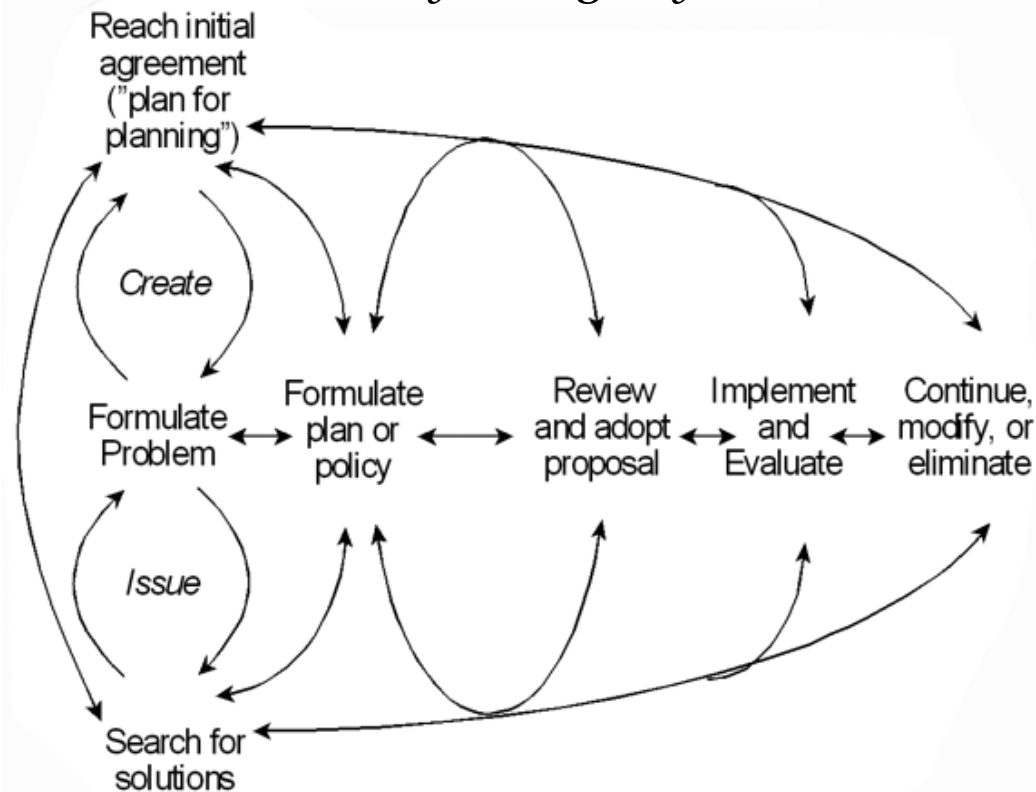 Reach initial
agreement
("plan for
planning")
Create
Formulate
Problem
Formulate
plan or
policy
Review
and adopt
proposal
Implement
and
Evaluate
Continue,
modify, or
eliminate
Issue
Search for
solutions